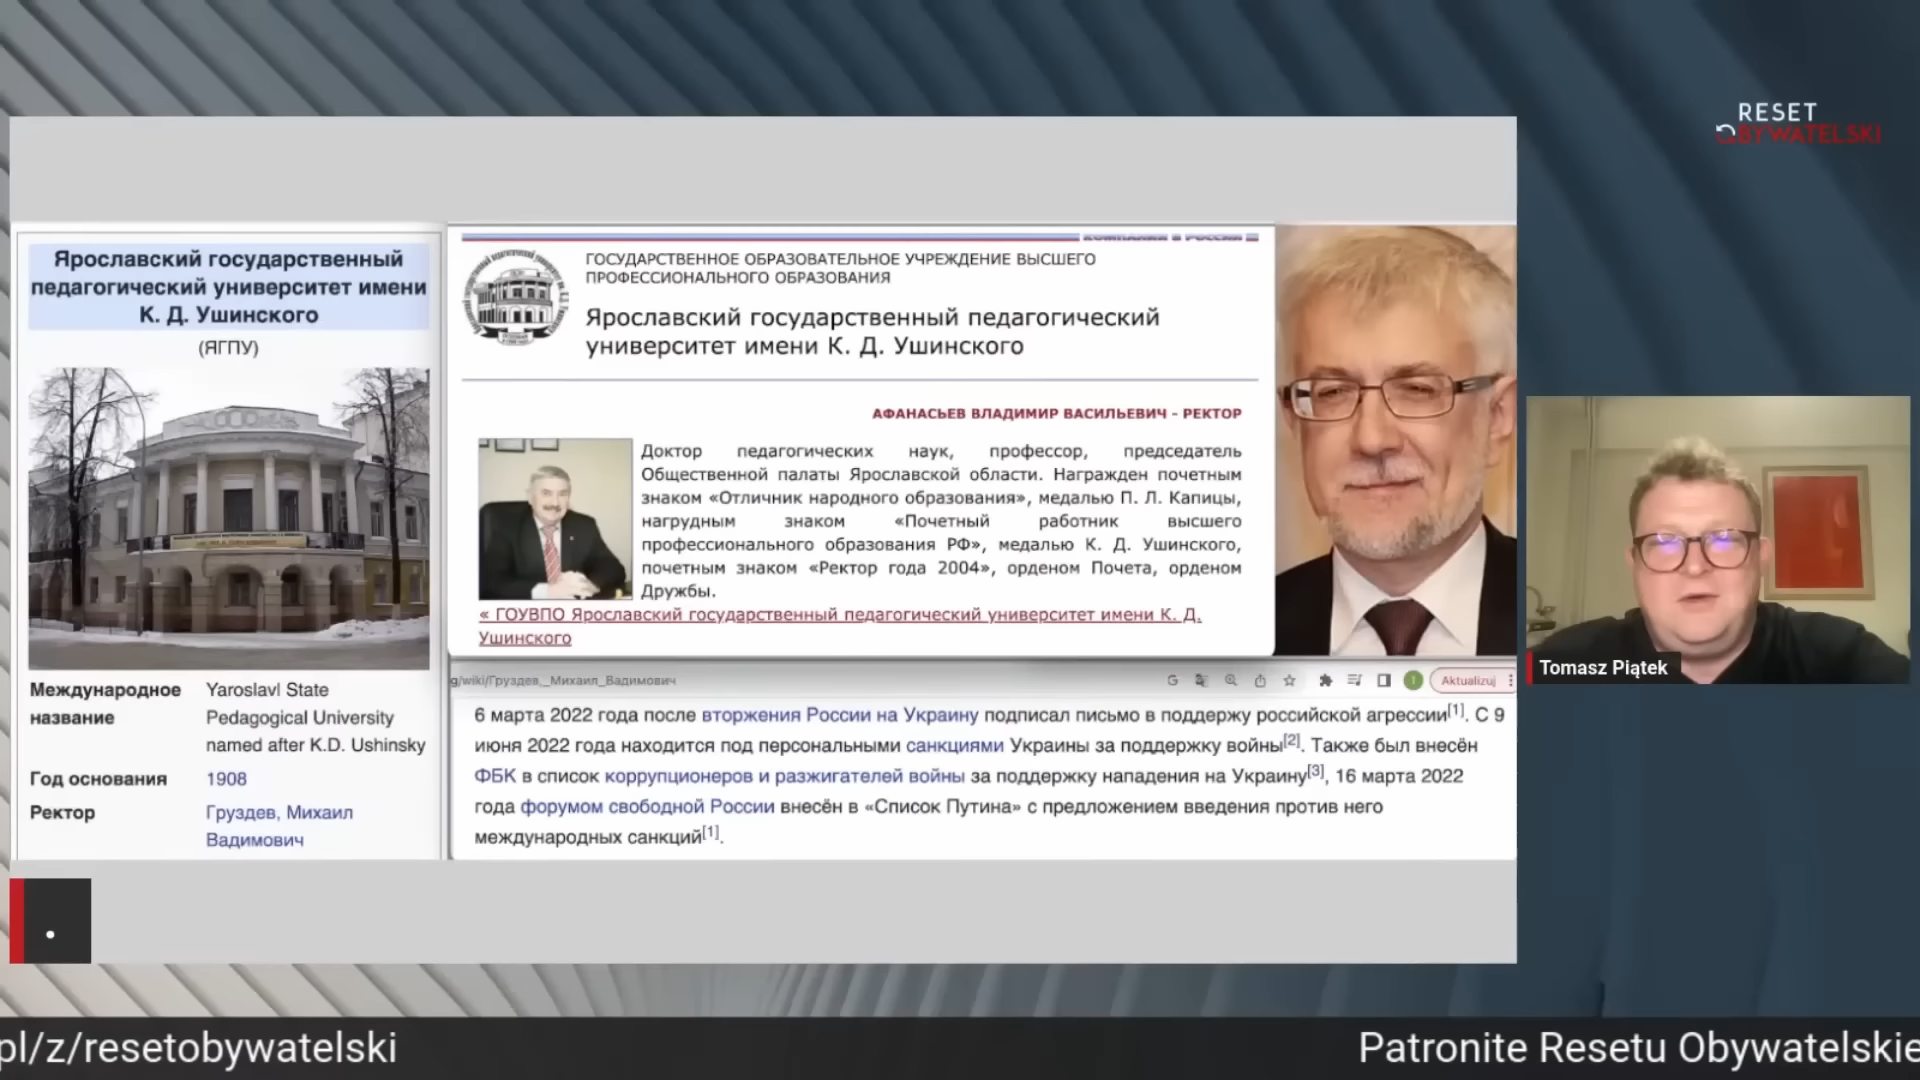 RESET
OBYWATELSKI
Ярославский государственный
педагогический университет имени
К. Д. Ушинского
(ЯГПУ)
Международное название
Yaroslavl State
Pedagogical University
named after K.D. Ushinsky
Год основания 1908
Ректор Груздев, Михаил
Вадимович
КОМПАНИИ В РОССИИ
ГОСУДАРСТВЕННОЕ ОБРАЗОВАТЕЛЬНОЕ УЧРЕЖДЕНИЕ ВЫСШЕГО
ПРОФЕССИОНАЛЬНОГО ОБРАЗОВАНИЯ
Ярославский государственный педагогический
университет имени К. Д. Ушинского
АФАНАСЬЕВ ВЛАДИМИР ВАСИЛЬЕВИЧ - РЕКТОР
Доктор педагогических наук, профессор, председатель
Общественной палаты Ярославской области. Награжден почетным
знаком «Отличник народного образования», медалью П. Л. Капицы,
нагрудным знаком «Почетный работник высшего
профессионального образования РФ», медалью К. Д. Ушинского,
почетным знаком «Ректор года 2004», орденом Почета, орденом
Дружбы.
« ГОУВПО Ярославский государственный педагогический университет имени К. Д.
Ушинского
g/wiki/Груздев,_Михаил_Вадимович
Aktualizuj
6 марта 2022 года после вторжения России на Украину подписал письмо в поддержку российской агрессии[1]. С 9
июня 2022 года находится под персональными санкциями Украины за поддержку войны[2]. Также был внесён
ФБК в список коррупционеров и разжигателей войны за поддержку нападения на Украину[3], 16 марта 2022
года форумом свободной России внесён в «Список Путина» с предложением введения против него
международных санкций[1].
Tomasz Piątek
.
pl/z/resetobywatelski
Patronite Resetu Obywatelskie